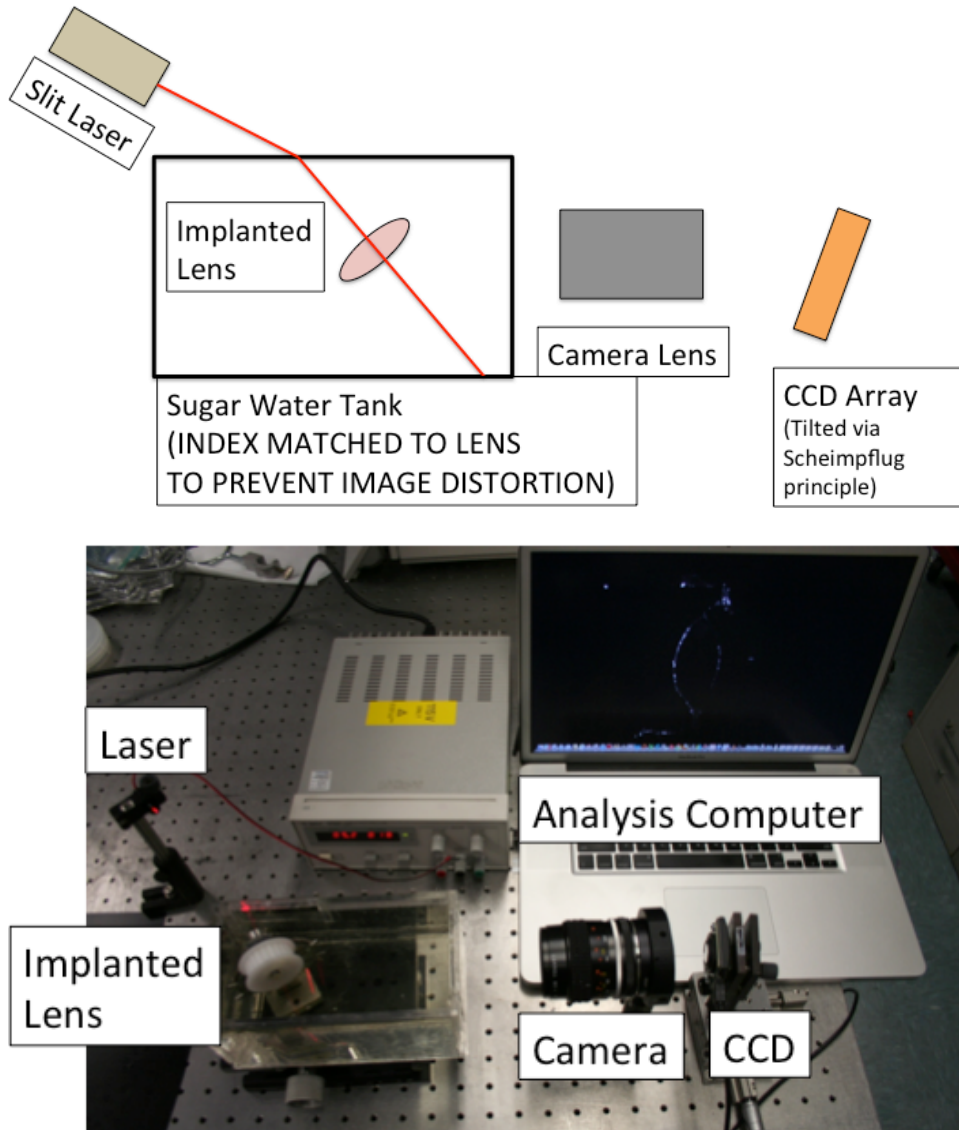 Slit Laser
Implanted
Lens
Camera Lens
Sugar Water Tank
(INDEX MATCHED TO LENS
TO PREVENT IMAGE DISTORTION)
CCD Array
(Tilted via
Scheimpflug
principle)
Laser
Analysis Computer
Implanted
Lens
Camera
CCD